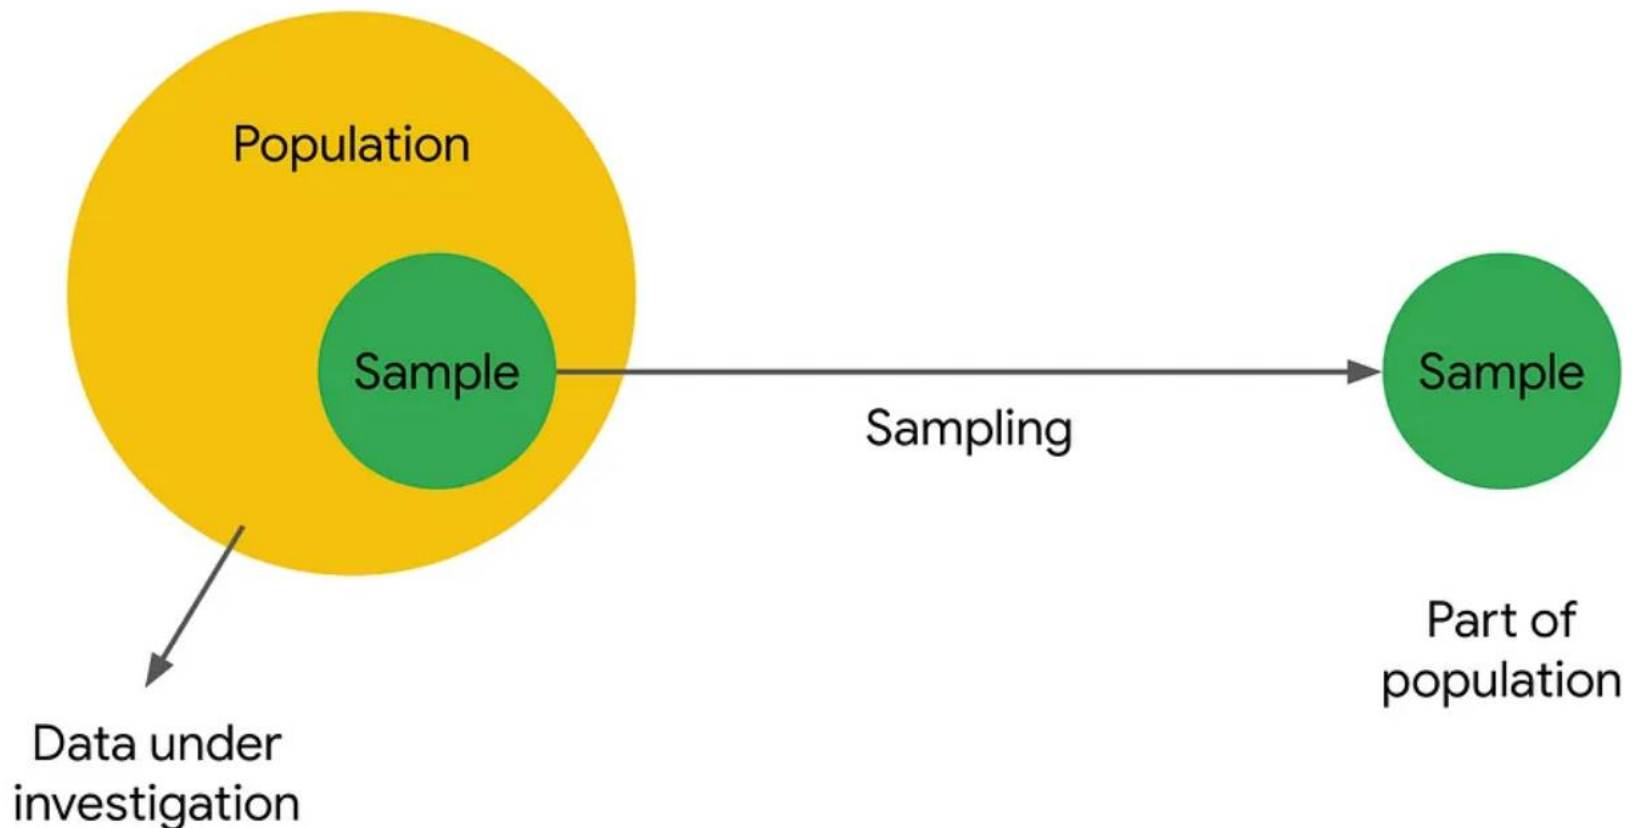 Population
Sample
Sampling
Sample
Part of
population
Data under
investigation